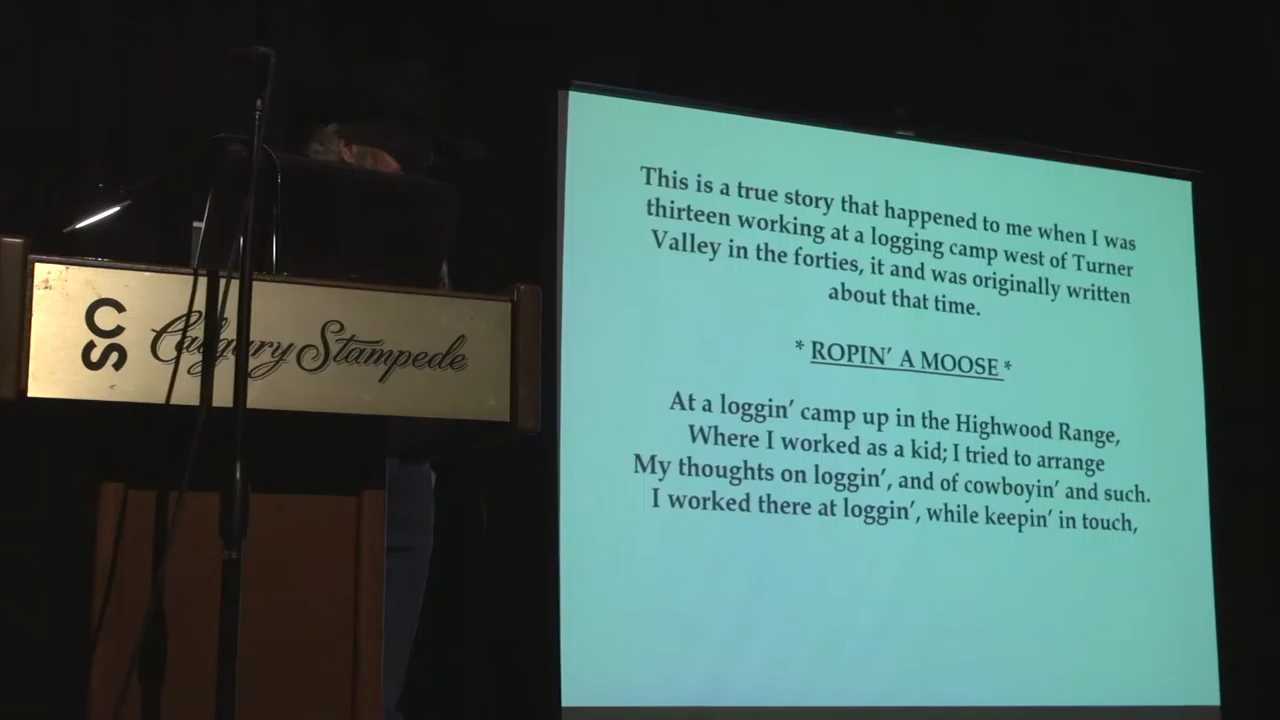 SC Calgary Stampede
This is a true story that happened to me when I was
thirteen working at a logging camp west of Turner
Valley in the forties, it and was originally written
about that time.
* ROPIN' A MOOSE *
At a loggin' camp up in the Highwood Range,
Where I worked as a kid; I tried to arrange
My thoughts on loggin', and of cowboyin' and such.
I worked there at loggin', while keepin' in touch,